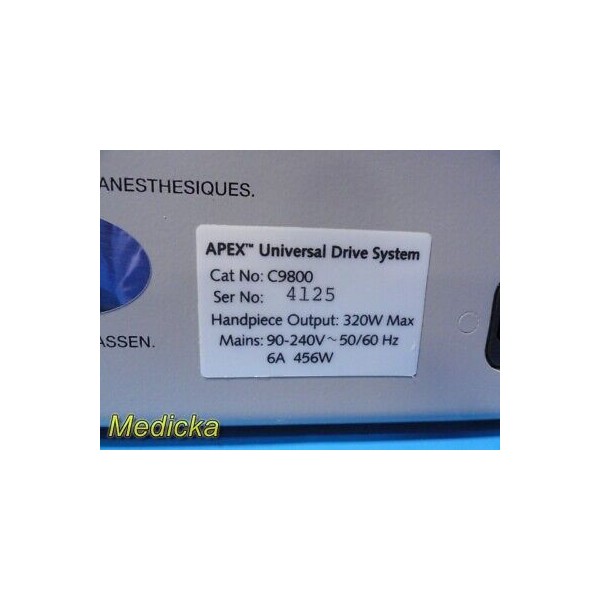 ANESTHESIQUES.
APEX™ Universal Drive System
Cat No: C9800
Ser No: 4125
Handpiece Output: 320W Max
Mains: 90-240V ~ 50/60 Hz
6A 456W
ASSEN.
Medicka